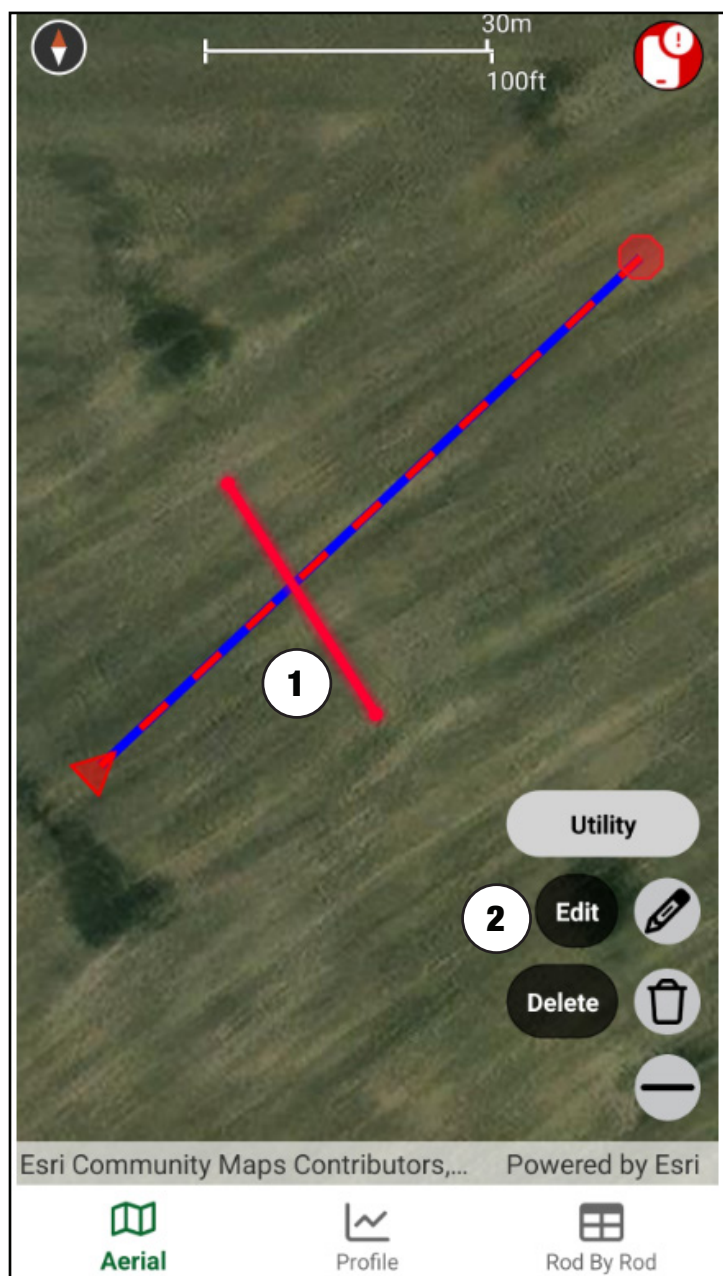 30m
100ft
!
1
Utility
2 Edit
Delete
Esri Community Maps Contributors,... Powered by Esri
Aerial Profile Rod By Rod